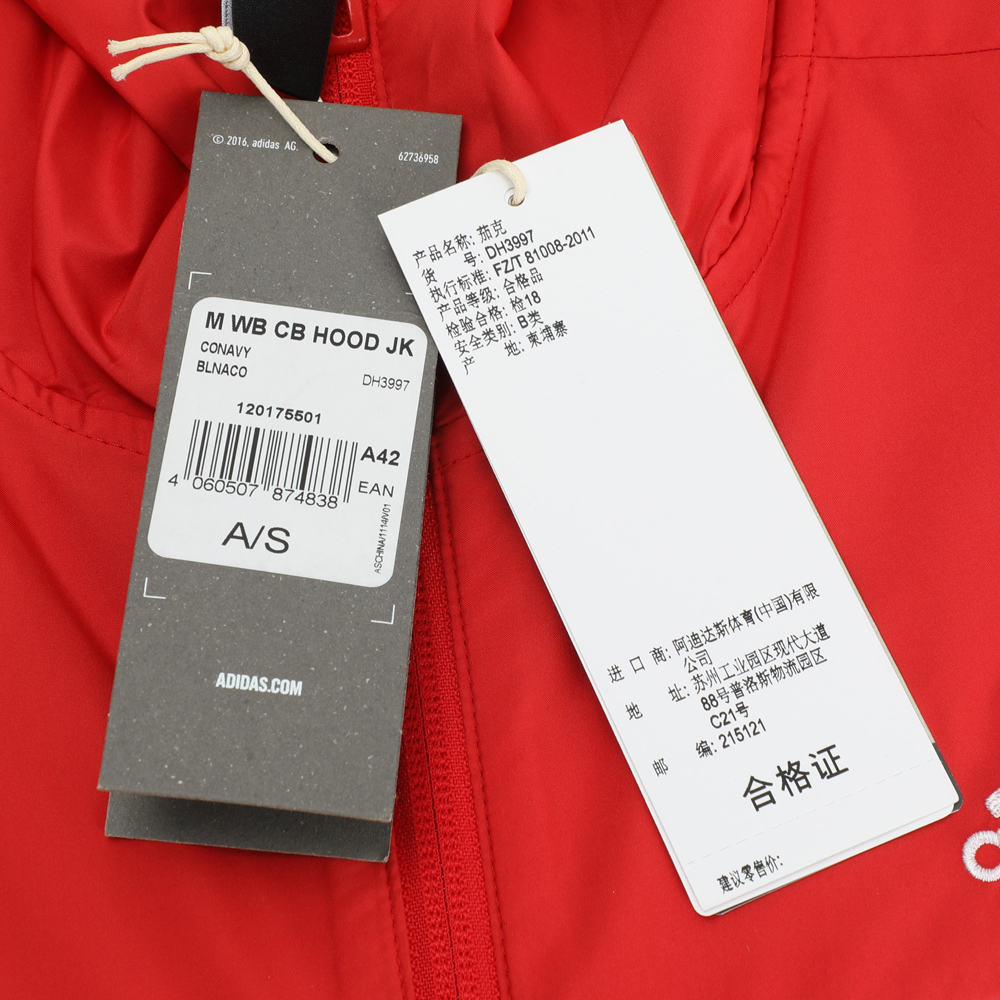 © 2016, adidas AG.
62736958
M WB CB HOOD JK
CONAVY
BLNACO
DH3997
120175501
A42
4 060507 874838
EAN
A/S
ASCHINA/1114/V01
ADIDAS.COM
产品名称: 茄克
货 号: DH3997
执行标准: FZ/T 81008-2011
产品等级: 合格品
检验合格: 检18
安全类别: B类
产 地: 柬埔寨
进 口 商: 阿迪达斯体育(中国)有限
公司
地 址: 苏州工业园区现代大道
88号普洛斯物流园区
C21号
邮 编: 215121
合格证
建议零售价: